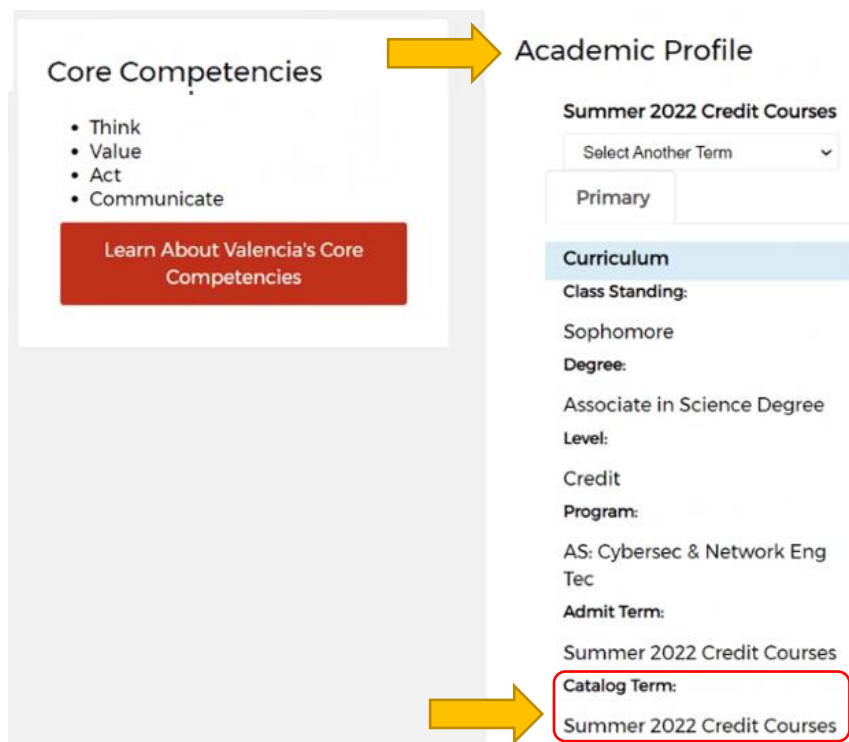 Core Competencies
• Think
• Value
• Act
• Communicate
Learn About Valencia's Core
Competencies
Academic Profile
Summer 2022 Credit Courses
Select Another Term
Primary
Curriculum
Class Standing:
Sophomore
Degree:
Associate in Science Degree
Level:
Credit
Program:
AS: Cybersec & Network Eng
Tec
Admit Term:
Summer 2022 Credit Courses
Catalog Term:
Summer 2022 Credit Courses